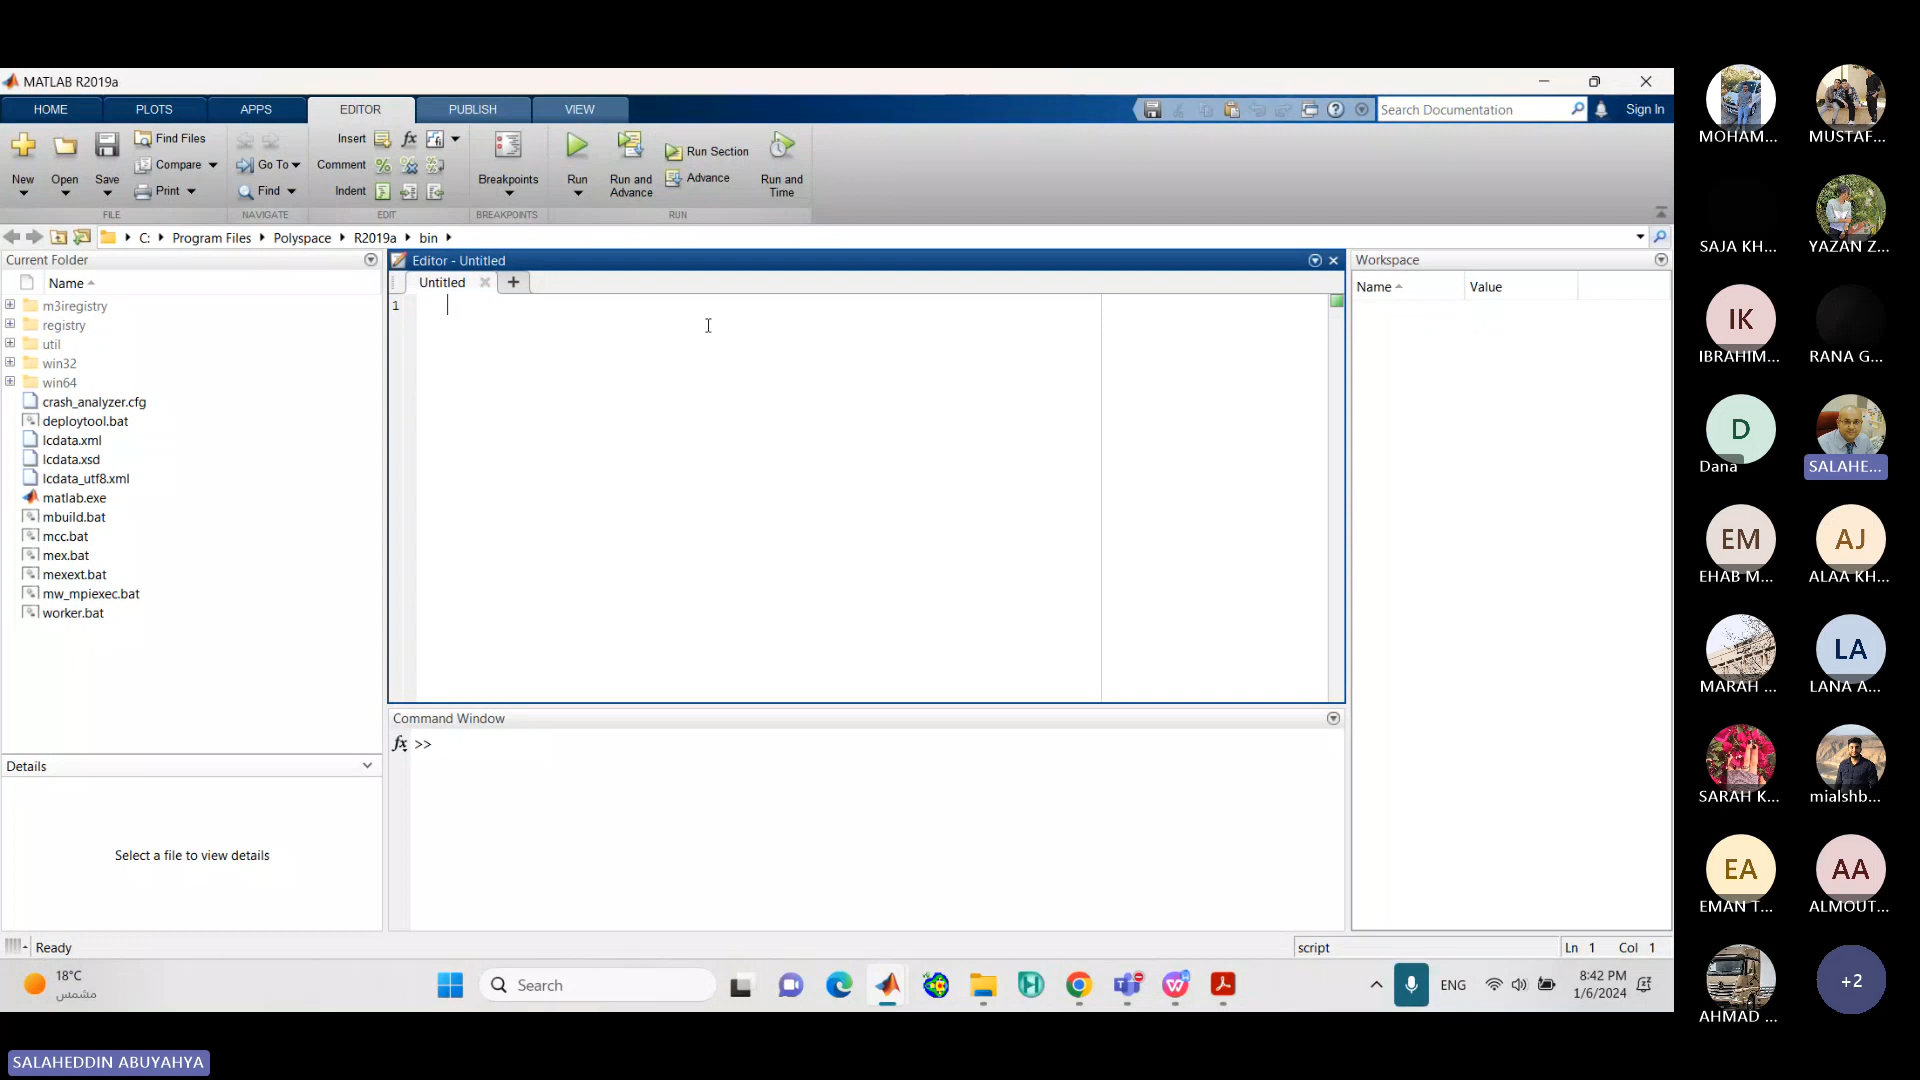 MATLAB R2019a
HOME PLOTS APPS EDITOR PUBLISH VIEW Search Documentation Sign In
New Open Save Find Files Compare Print FILE
Go To Find NAVIGATE
Insert Comment Indent EDIT
Breakpoints BREAKPOINTS
Run Run and Advance Run Section Advance Run and Time RUN
C: Program Files Polyspace R2019a bin
Current Folder
Name
m3iregistry
registry
util
win32
win64
crash_analyzer.cfg
deploytool.bat
lcdata.xml
lcdata.xsd
lcdata_utf8.xml
matlab.exe
mbuild.bat
mcc.bat
mex.bat
mexext.bat
mw_mpiexec.bat
worker.bat
Details
Select a file to view details
Editor - Untitled
Untitled
1
Command Window
fx >>
Workspace
Name Value
Ready
script Ln 1 Col 1
18°C
مشمس
Search
ENG
8:42 PM
1/6/2024
MOHAM... MUSTAF...
SAJA KH... YAZAN Z...
IK
IBRAHIM... RANA G...
D
Dana SALAHE...
EM AJ
EHAB M... ALAA KH...
LA
MARAH ... LANA A...
SARAH K... mialshb...
EA AA
EMAN T... ALMOUT...
+2
AHMAD ...
SALAHEDDIN ABUYAHYA